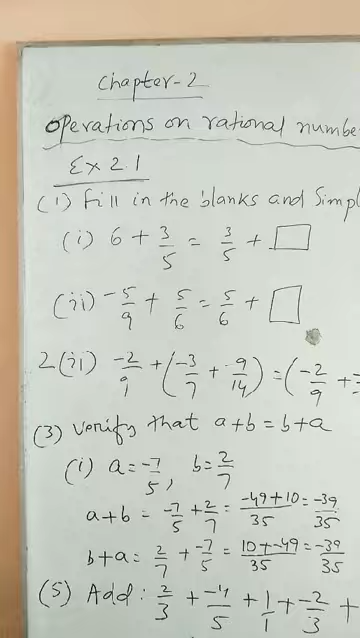 Chapter-2
Operations on rational numbe
Ex 2.1
(1) Fill in the blanks and Simpl
(i) 6 + 3/5 = 3/5 + □
(ii) -5/9 + 5/6 = 5/6 + □
2(ii) -2/9 + (-3/7 + -9/14) = (-2/9 +
(3) Verify that a+b = b+a
(i) a = -7/5, b = 2/7
a+b = -7/5 + 2/7 = -49+10/35 = -39/35
b+a = 2/7 + -7/5 = 10+-49/35 = -39/35
(5) Add: 2/3 + -4/5 + 1/1 + -2/3 +